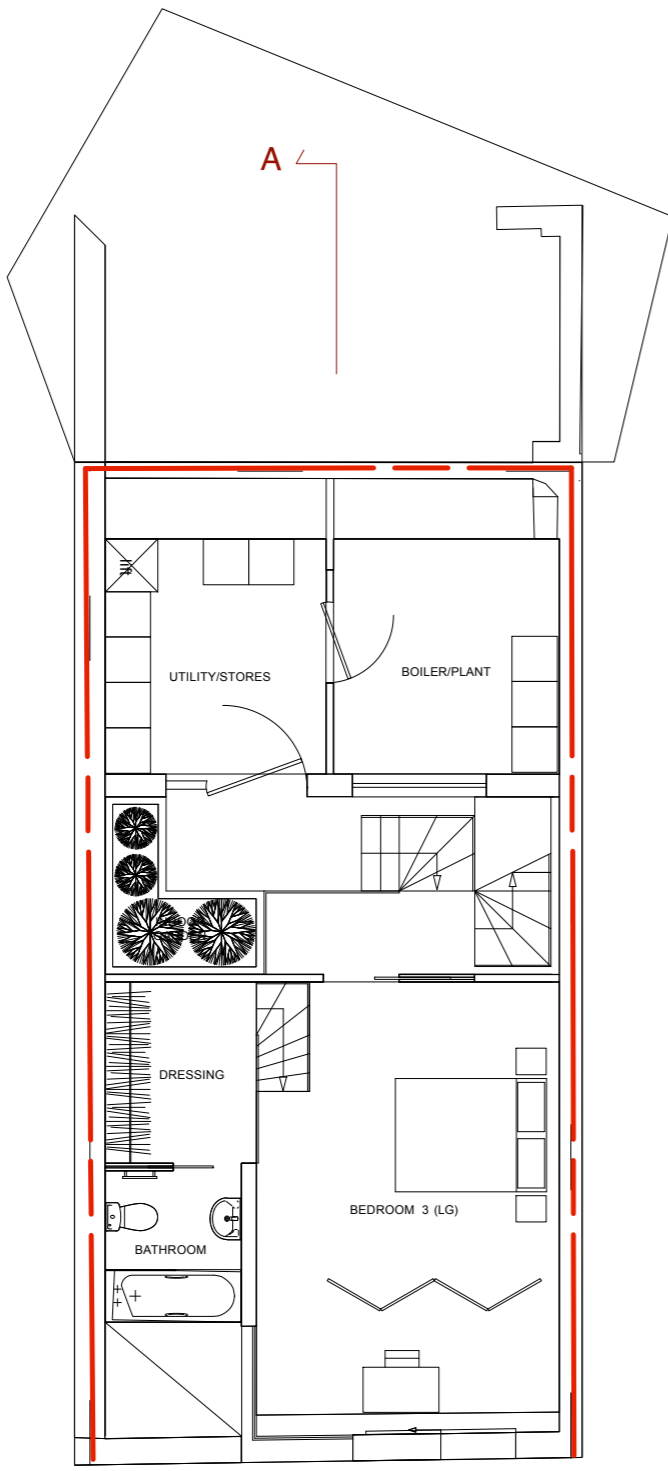 A
UTILITY/STORES
BOILER/PLANT
DRESSING
BEDROOM 3 (LG)
BATHROOM